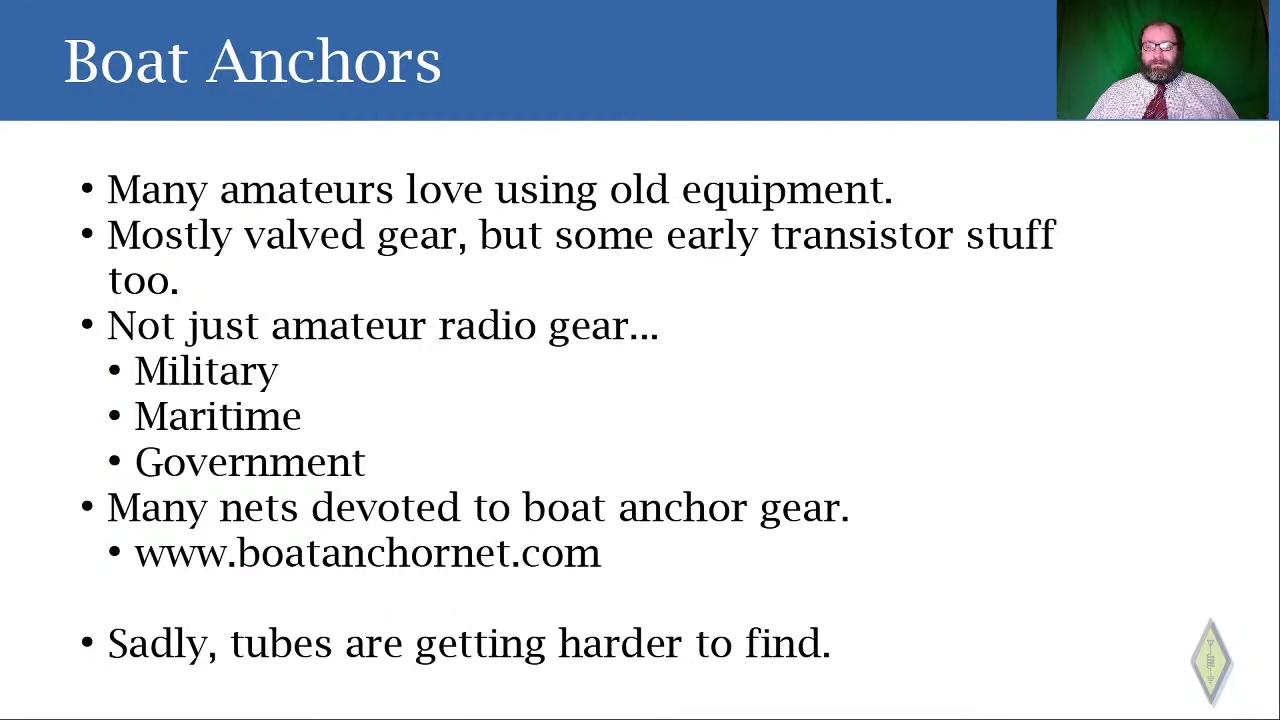 Boat Anchors
• Many amateurs love using old equipment.
• Mostly valved gear, but some early transistor stuff
too.
• Not just amateur radio gear...
• Military
• Maritime
• Government
• Many nets devoted to boat anchor gear.
• www.boatanchornet.com
• Sadly, tubes are getting harder to find.